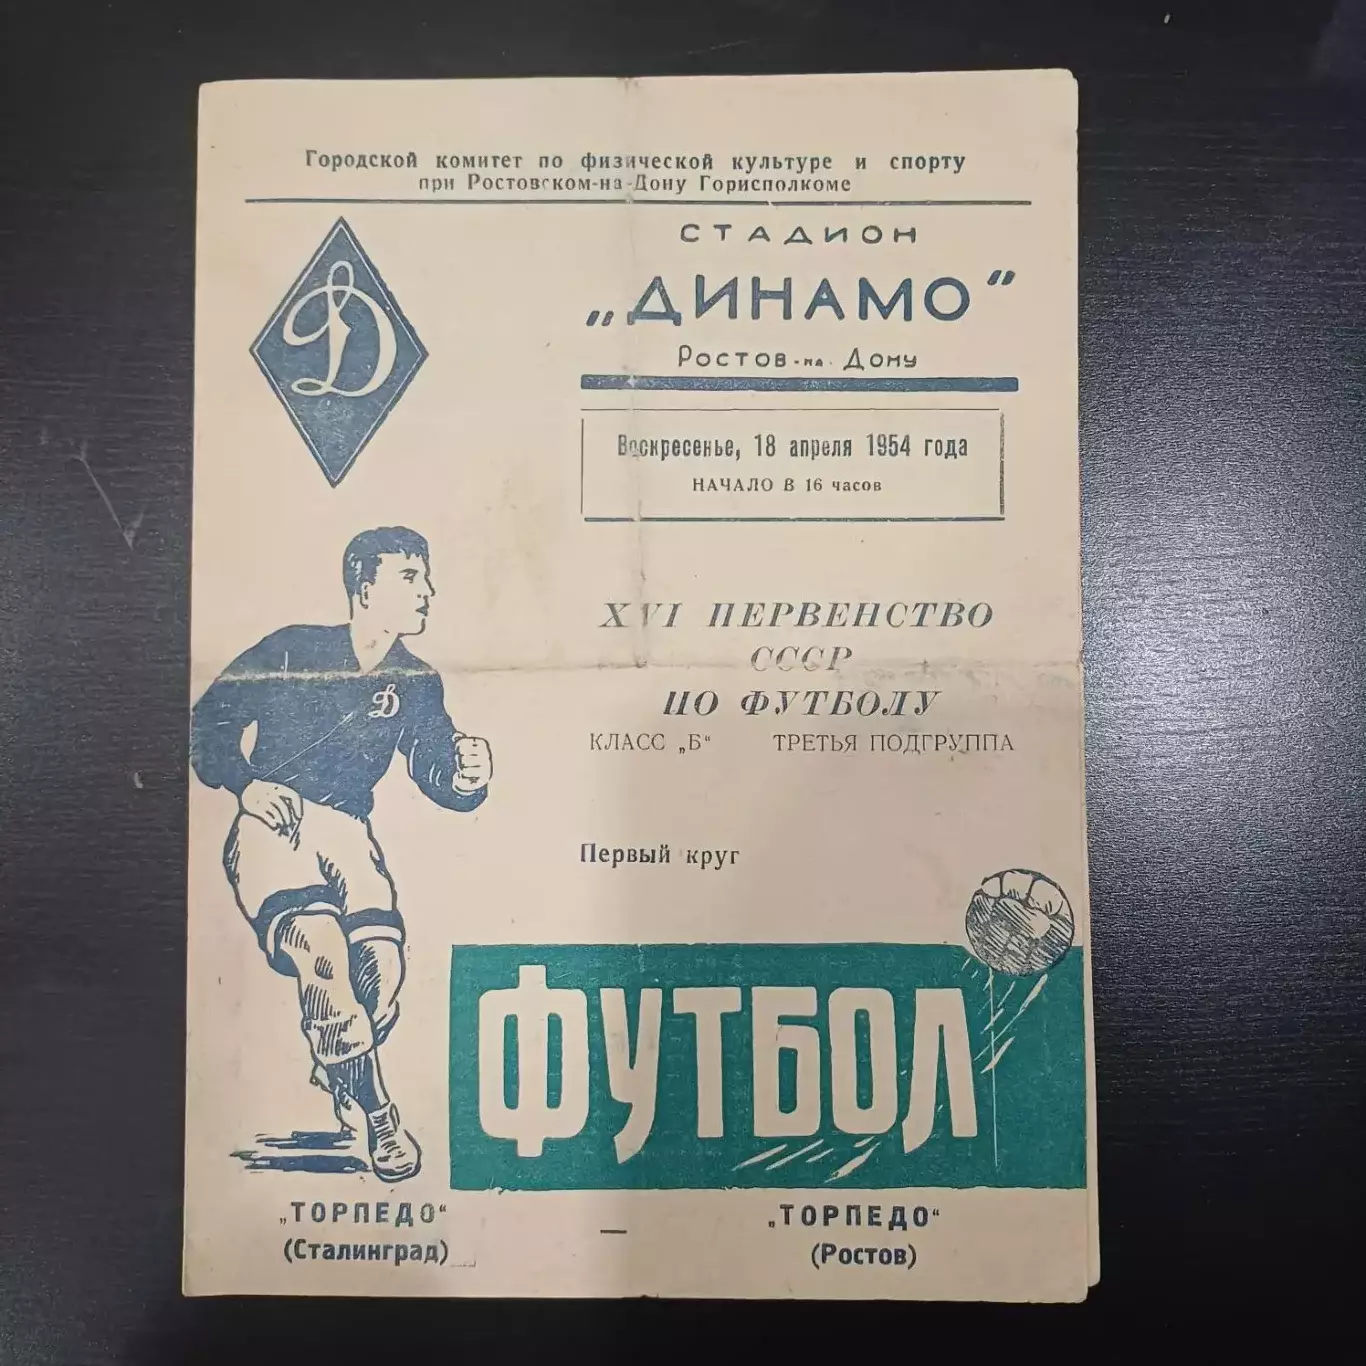 Городской комитет по физической культуре и спорту
при Ростовском-на-Дону Горисполкоме
Д
СТАДИОН
„ДИНАМО“
Ростов-на-Дону
Воскресенье, 18 апреля 1954 года
НАЧАЛО В 16 часов
XVI ПЕРВЕНСТВО
СССР
ПО ФУТБОЛУ
КЛАСС „Б“ ТРЕТЬЯ ПОДГРУППА
Д
Первый круг
ФУТБОЛ
„ТОРПЕДО“ — „ТОРПЕДО“
(Сталинград) (Ростов)